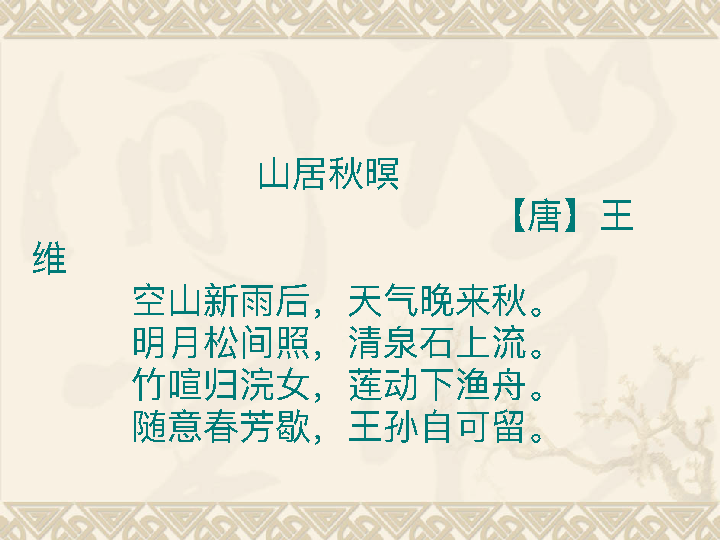 山居秋暝
【唐】王
维
空山新雨后，天气晚来秋。
明月松间照，清泉石上流。
竹喧归浣女，莲动下渔舟。
随意春芳歇，王孙自可留。